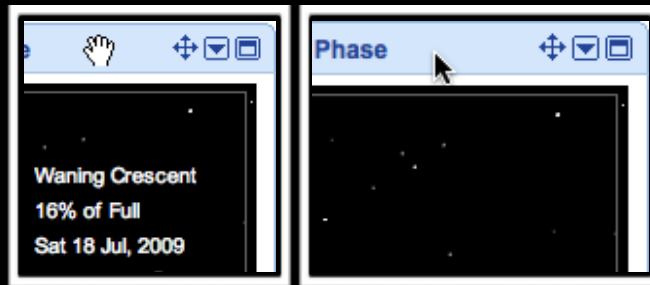 e
Phase
Waning Crescent
16% of Full
Sat 18 Jul, 2009